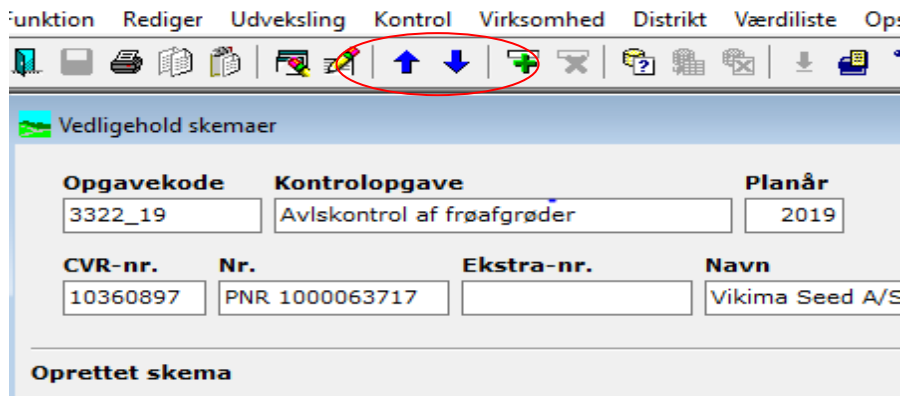 Funktion Rediger Udveksling Kontrol Virksomhed Distrikt Værdiliste Ops
Vedligehold skemaer
Opgavekode Kontrolopgave Planår
3322_19 Avlskontrol af frøafgrøder 2019
CVR-nr. Nr. Ekstra-nr. Navn
10360897 PNR 1000063717 Vikima Seed A/S
Oprettet skema